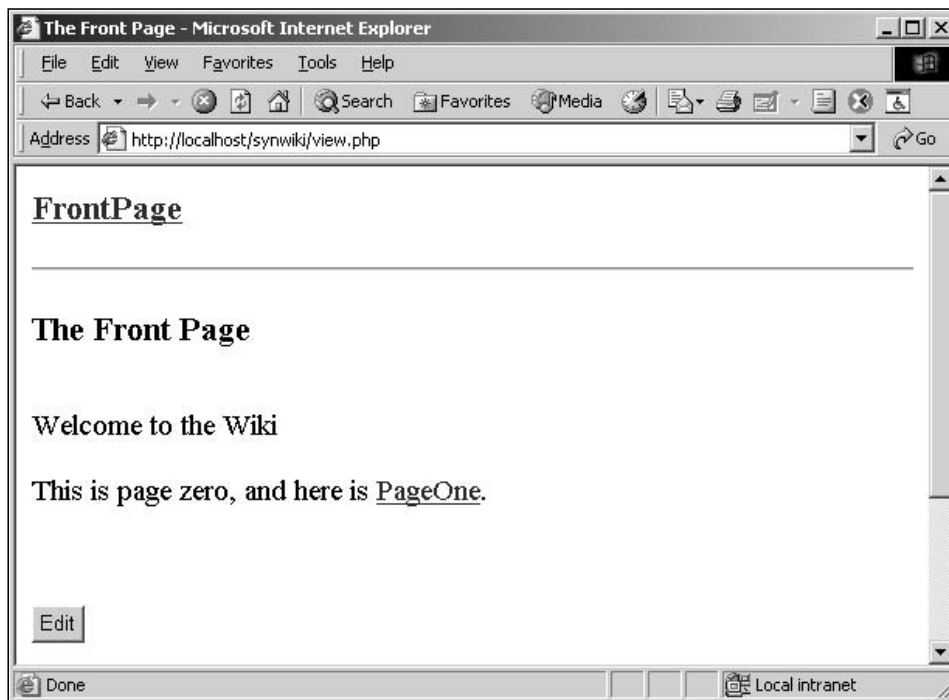 The Front Page - Microsoft Internet Explorer
File Edit View Favorites Tools Help
Back Search Favorites Media
Address http://localhost/synwiki/view.php Go
FrontPage
The Front Page
Welcome to the Wiki
This is page zero, and here is PageOne.
Edit
Done Local intranet